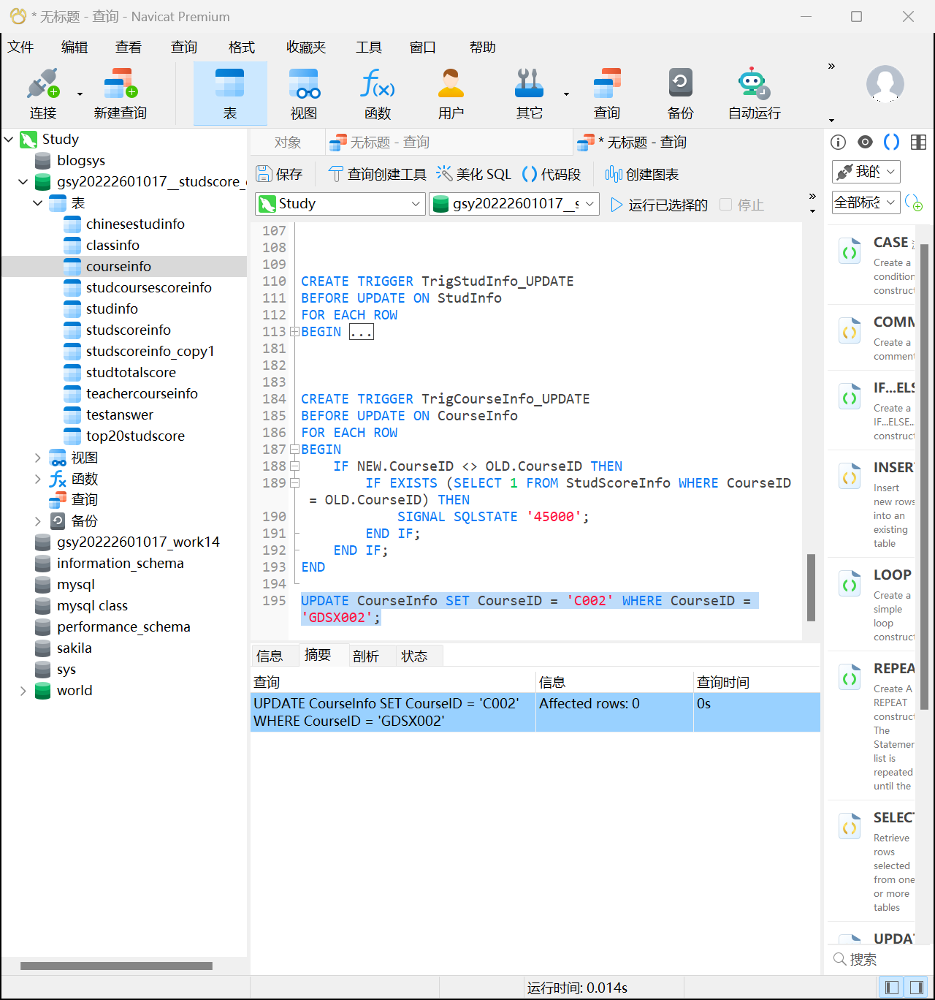 * 无标题 - 查询 - Navicat Premium
文件 编辑 查看 查询 格式 收藏夹 工具 窗口 帮助
连接 新建查询 表 视图 函数 用户 其它 查询 备份 自动运行
Study
blogsys
gsy20222601017__studscore_
表
chinesestudinfo
classinfo
courseinfo
studcoursescoreinfo
studinfo
studscoreinfo
studscoreinfo_copy1
studtotalscore
teachercourseinfo
testanswer
top20studscore
视图
函数
查询
备份
gsy20222601017_work14
information_schema
mysql
mysql class
performance_schema
sakila
sys
world
对象 无标题 - 查询 * 无标题 - 查询
保存 查询创建工具 美化 SQL 代码段 创建图表
Study gsy20222601017__s 运行已选择的 停止
107
108
109
110 CREATE TRIGGER TrigStudInfo_UPDATE
111 BEFORE UPDATE ON StudInfo
112 FOR EACH ROW
113 BEGIN ...
181
182
183
184 CREATE TRIGGER TrigCourseInfo_UPDATE
185 BEFORE UPDATE ON CourseInfo
186 FOR EACH ROW
187 BEGIN
188 IF NEW.CourseID <> OLD.CourseID THEN
189 IF EXISTS (SELECT 1 FROM StudScoreInfo WHERE CourseID
= OLD.CourseID) THEN
190 SIGNAL SQLSTATE '45000';
191 END IF;
192 END IF;
193 END
194
195 UPDATE CourseInfo SET CourseID = 'C002' WHERE CourseID =
'GDSX002';
信息 摘要 剖析 状态
查询 信息 查询时间
UPDATE CourseInfo SET CourseID = 'C002' Affected rows: 0 0s
WHERE CourseID = 'GDSX002'
我的
全部标签
CASE
Create a
condition
construct
COMM
Create a
comment
IF...ELS
Create a
IF...ELSE...
construct
INSER
Insert
new rows
into an
existing
table
LOOP
Create a
simple
loop
construct
REPEA
Create A
REPEAT
construct
The
Statemer
list is
repeated
until the
SELECT
Retrieve
rows
selected
from one
or more
tables
UPDA
搜索
运行时间: 0.014s